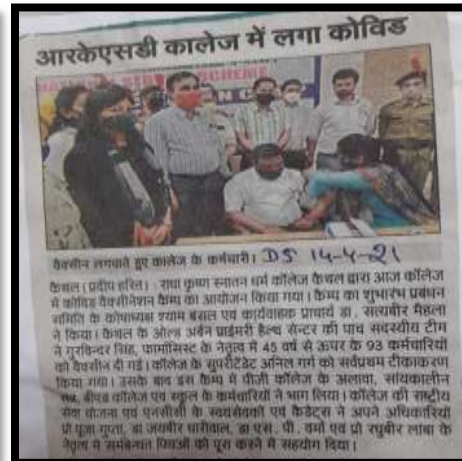 आरकेएसडी कालेज में लगा कोविड
वैक्सीन लगवाते हुए कालेज के कर्मचारी। DS 14-4-21
कैथल (प्रदीप हरित)। राधा कृष्ण सनातन धर्म कॉलेज कैथल द्वारा आज कॉलेज
में कोविड वैक्सीनेशन कैम्प का आयोजन किया गया। कैम्प का शुभारंभ प्रबंधन
समिति के कोषाध्यक्ष श्याम बंसल एवं कार्यवाहक प्राचार्य डा. सत्यबीर मैहला
ने किया। कैथल के ओल्ड अर्बन प्राईमरी हैल्थ सेन्टर की पांच सदस्यीय टीम
ने गुरविन्दर सिंह, फार्मासिस्ट के नेतृत्व में 45 वर्ष से ऊपर के 93 कर्मचारियों
को वैक्सीन दी गई। कॉलेज के सुपरीटेंडेंट अनिल गर्ग को सर्वप्रथम टीकाकरण
किया गया। उसके बाद इस कैम्प में पीजी कॉलेज के अलावा, सांयकालीन
सत्र, बीएड कॉलेज एवं स्कूल के कर्मचारियों ने भाग लिया। कॉलेज की राष्ट्रीय
सेवा योजना एवं एनसीसी के स्वयंसेवकों एवं कैडेट्स ने अपने अधिकारियों
प्रो पूजा गुप्ता, डा जयबीर धारीवाल, डा एस. पी. वर्मा एवं प्रो रघुबीर लांबा के
नेतृत्व में समंबन्धित को पूरा करने में सहयोग दिया।